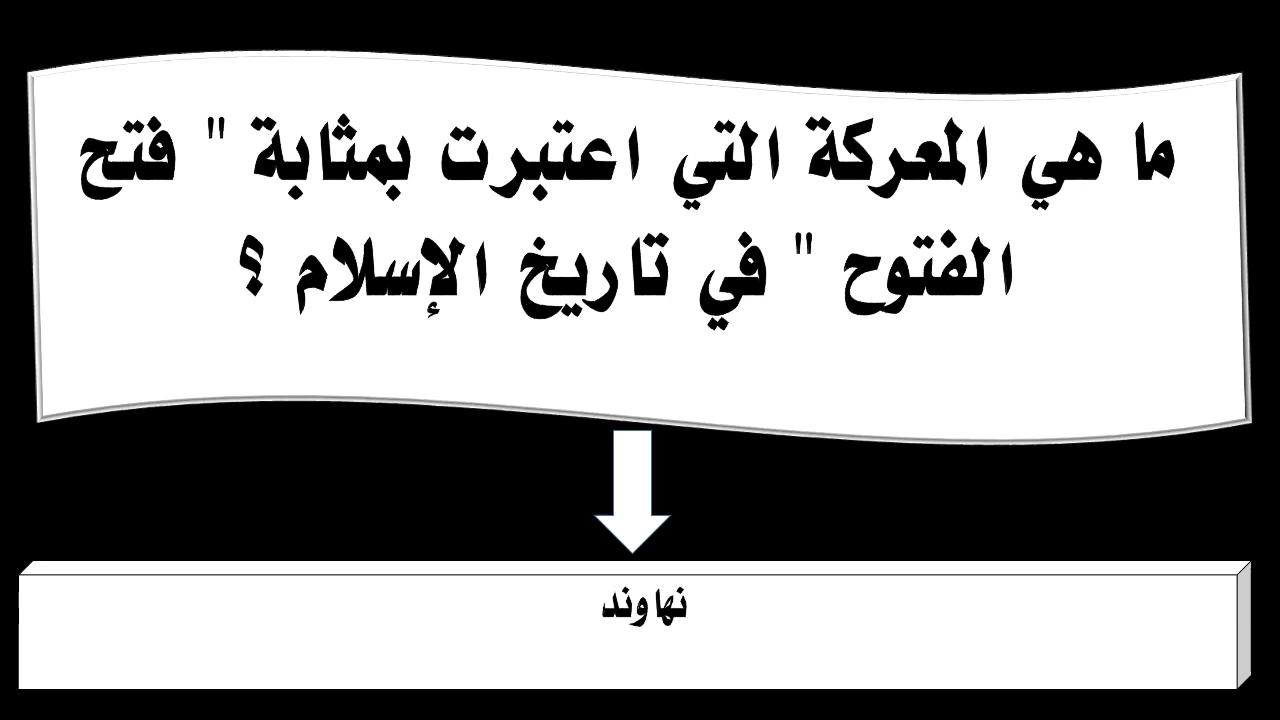 ما هي المعركة التي اعتبرت بمثابة " فتح
الفتوح " في تاريخ الإسلام ؟
نهاوند